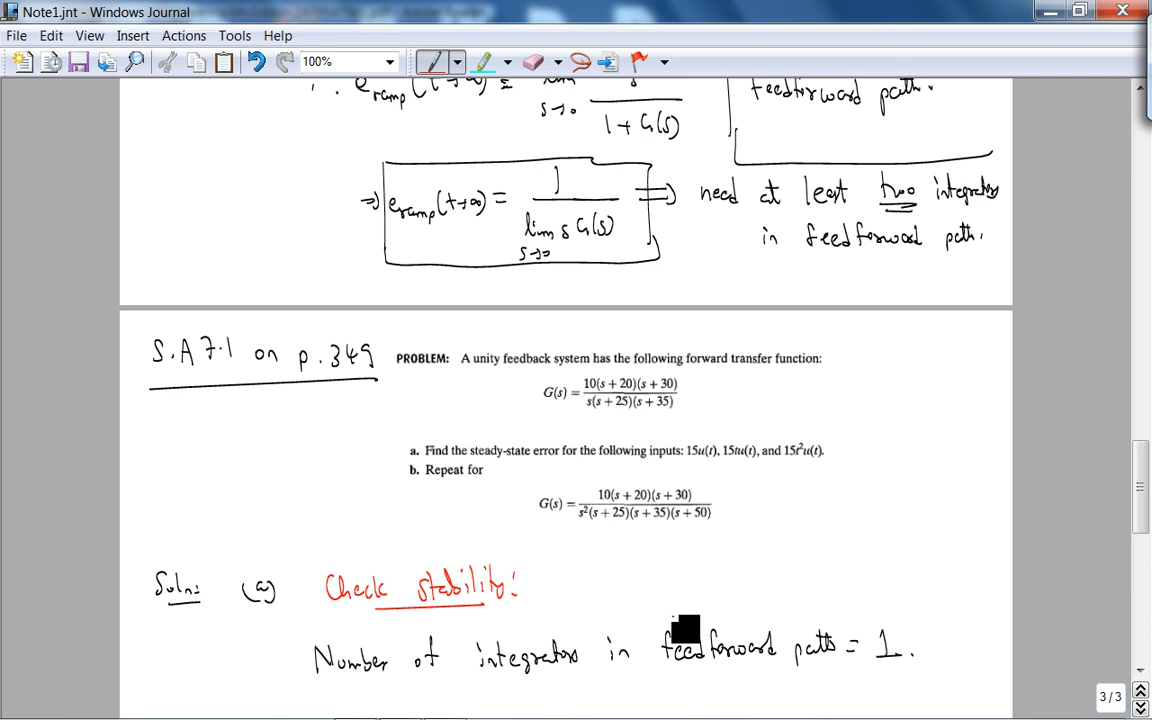 Note1.jnt - Windows Journal
File Edit View Insert Actions Tools Help
100%
∴ e_ramp(t→∞) = lim s→0
1 + G(s)
feedforward path.
⇒ e_ramp(t→∞) = 1 / lim s→0 s G(s) ⇒ need at least two integrators
in feedforward path.
S.A 7.1 on p.349
PROBLEM: A unity feedback system has the following forward transfer function:
G(s) = 10(s + 20)(s + 30) / s(s + 25)(s + 35)
a. Find the steady-state error for the following inputs: 15u(t), 15tu(t), and 15t²u(t).
b. Repeat for
G(s) = 10(s + 20)(s + 30) / s²(s + 25)(s + 35)(s + 50)
Soln: (a) Check stability:
Number of integrators in feedforward path = 1.
3 / 3